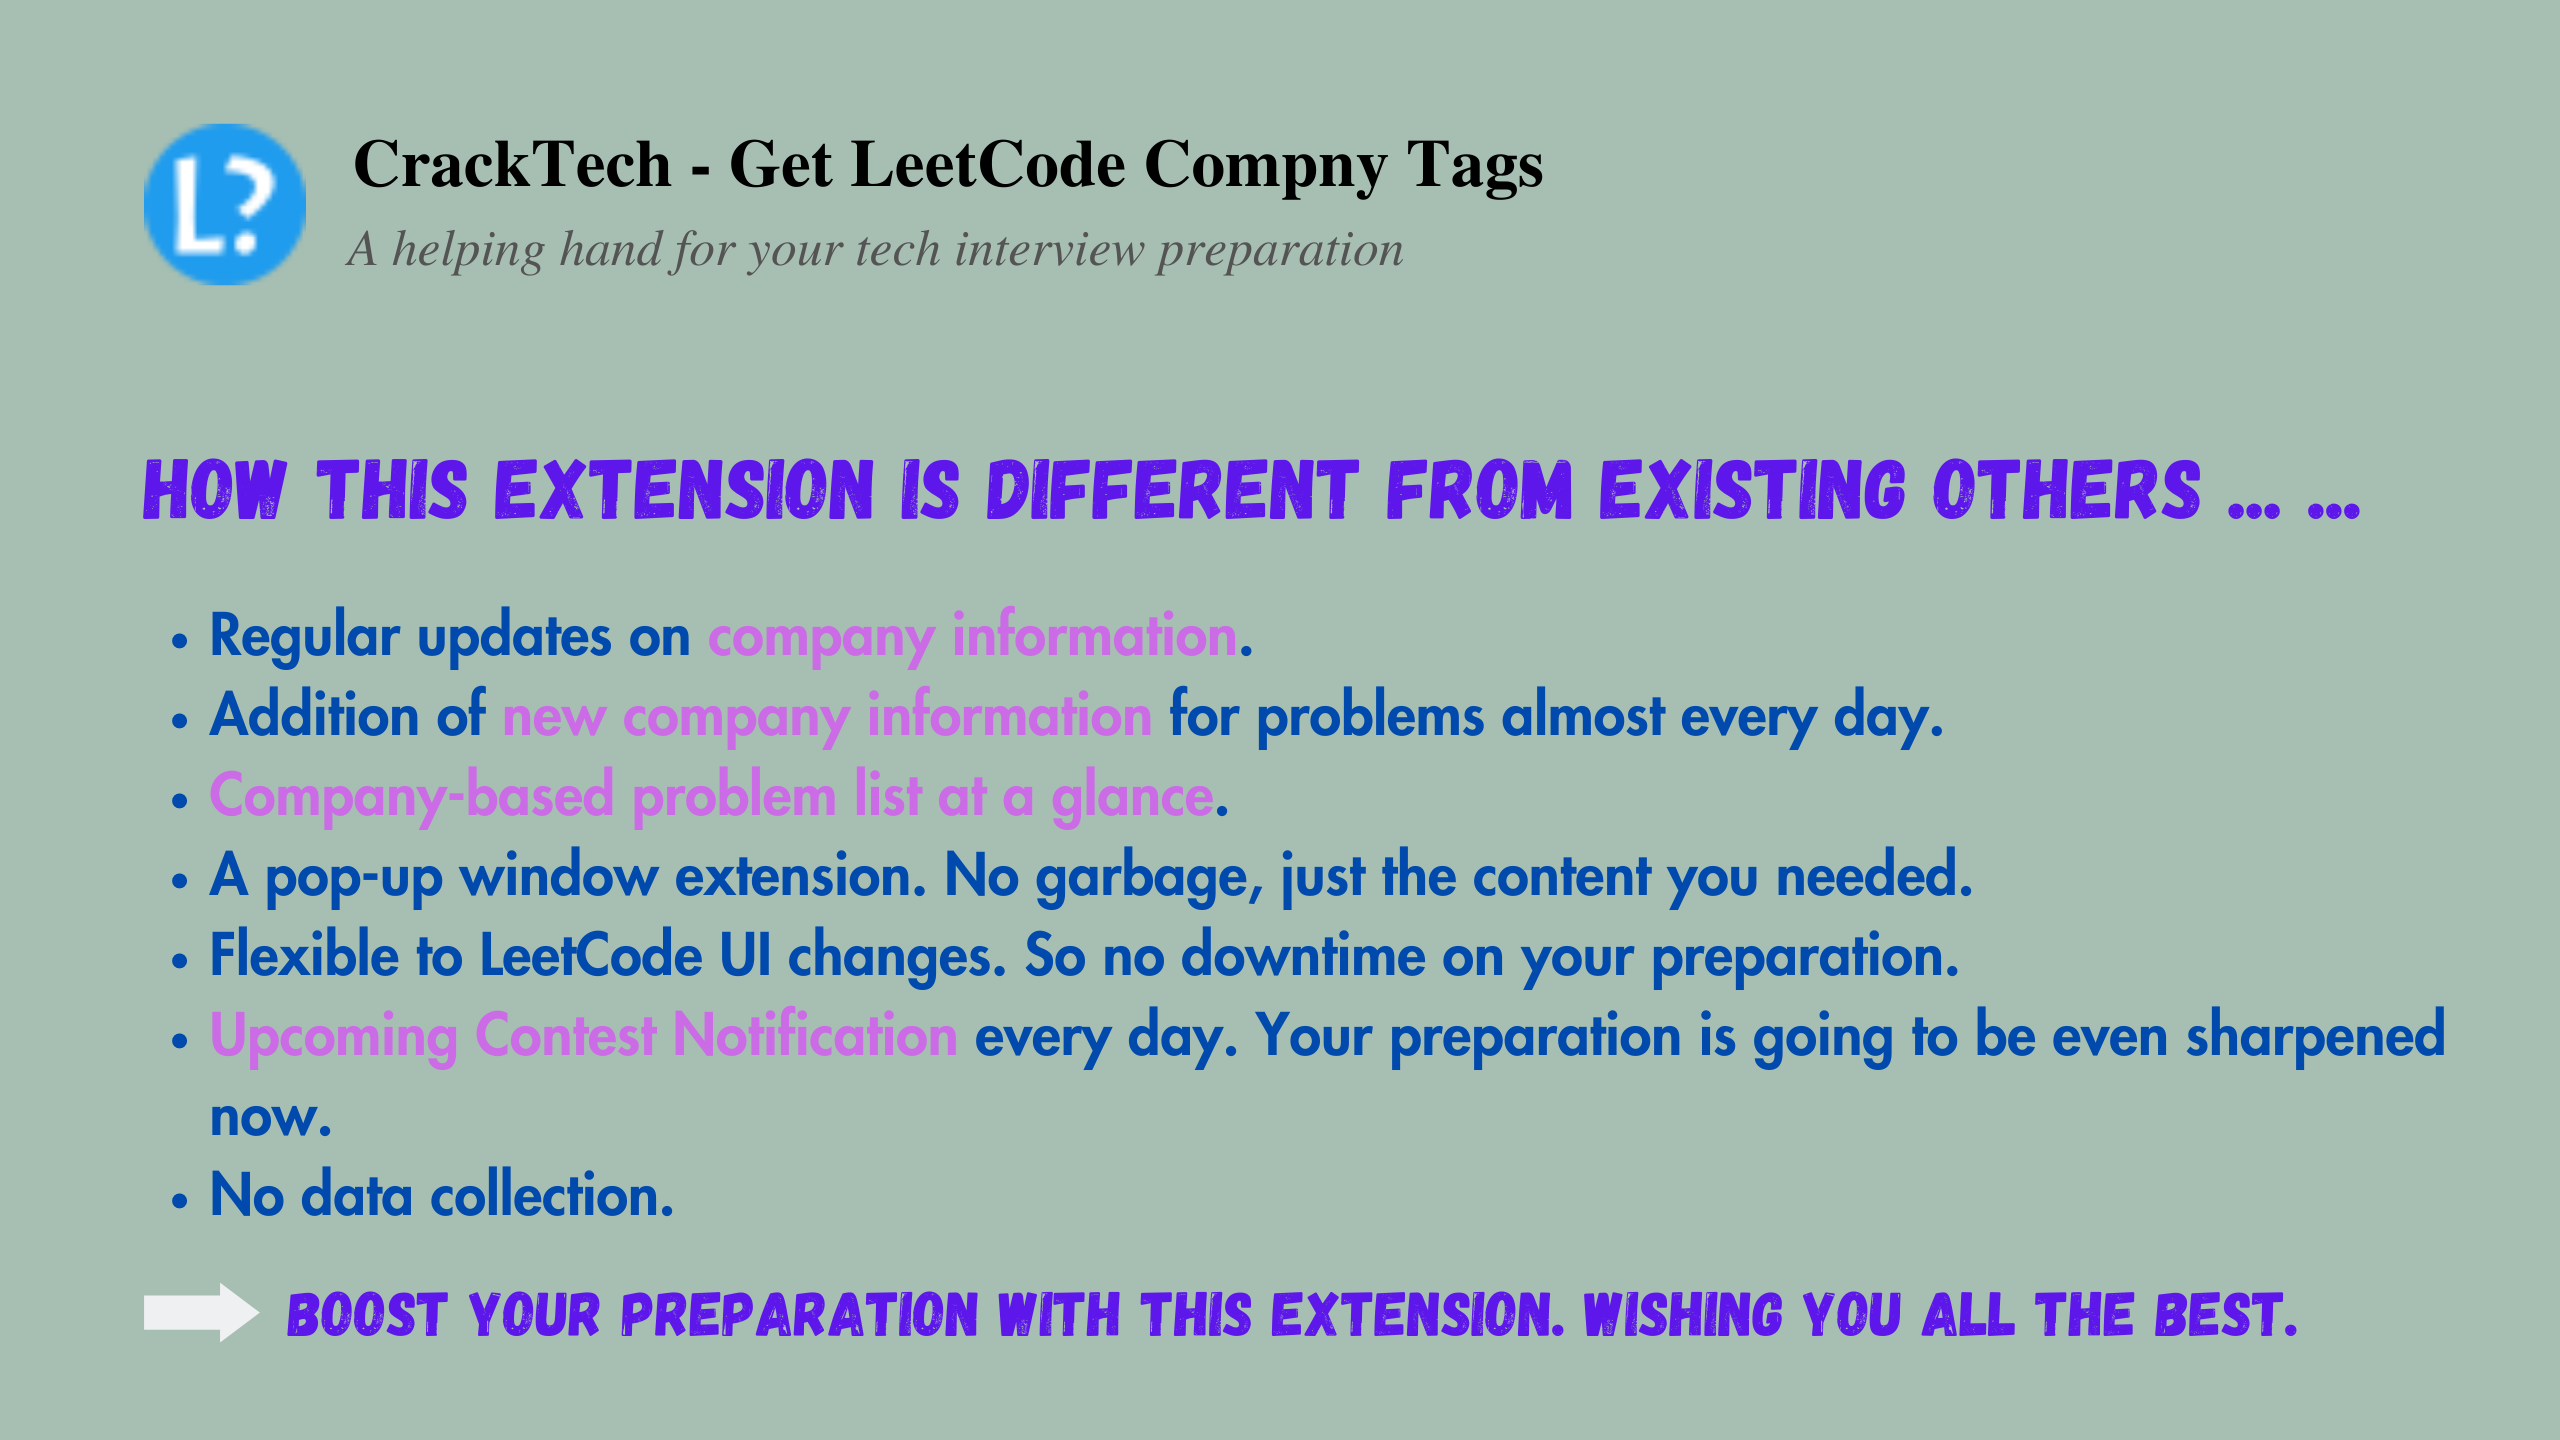 L?
CrackTech - Get LeetCode Compny Tags
A helping hand for your tech interview preparation
HOW THIS EXTENSION IS DIFFERENT FROM EXISTING OTHERS ... ...
• Regular updates on company information.
• Addition of new company information for problems almost every day.
• Company-based problem list at a glance.
• A pop-up window extension. No garbage, just the content you needed.
• Flexible to LeetCode UI changes. So no downtime on your preparation.
• Upcoming Contest Notification every day. Your preparation is going to be even sharpened
now.
• No data collection.
BOOST YOUR PREPARATION WITH THIS EXTENSION. WISHING YOU ALL THE BEST.